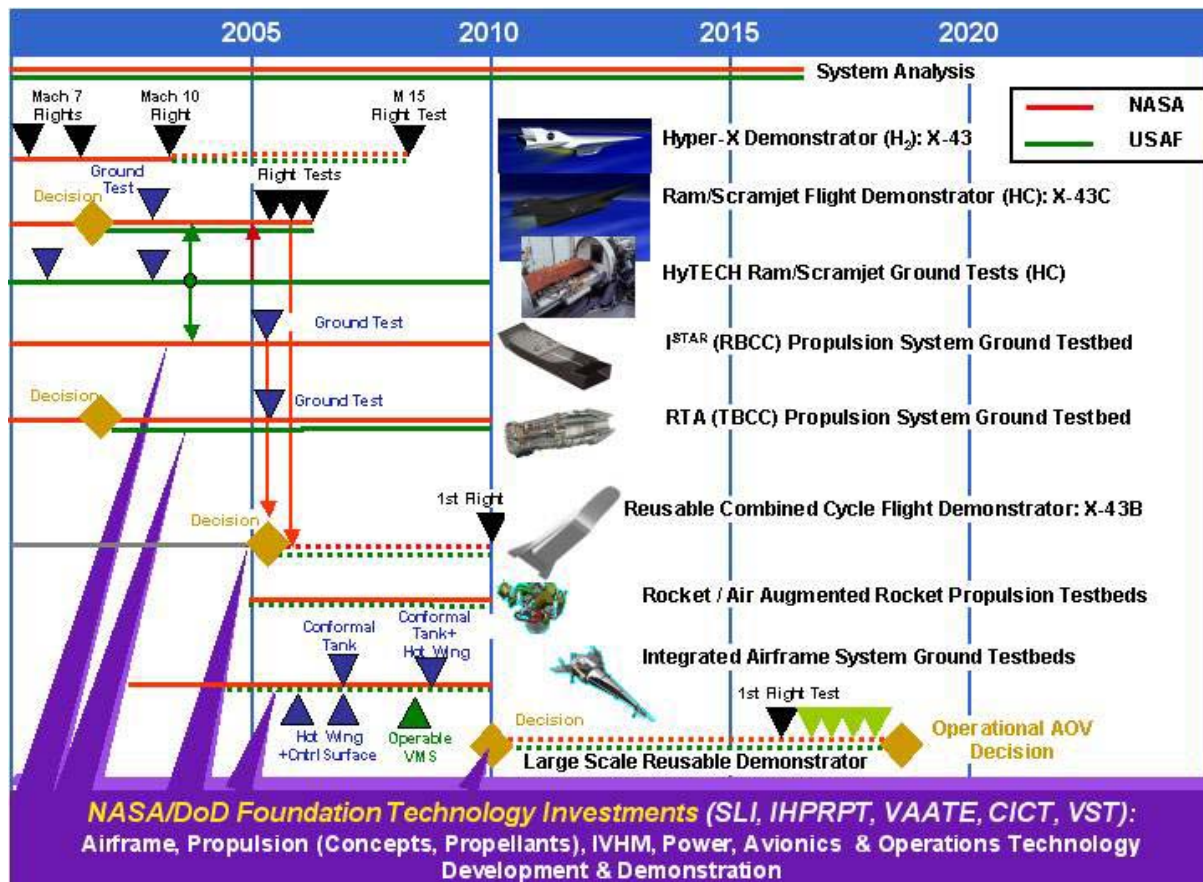 2005 2010 2015 2020
System Analysis
NASA
USAF
Mach 7
Flights
Mach 10
Flight
M 15
Flight Test
Hyper-X Demonstrator (H₂): X-43
Ground
Test
Flight Tests
Decision
Ram/Scramjet Flight Demonstrator (HC): X-43C
HyTECH Ram/Scramjet Ground Tests (HC)
Ground Test
I^STAR (RBCC) Propulsion System Ground Testbed
Decision
Ground Test
RTA (TBCC) Propulsion System Ground Testbed
1st Flight
Decision
Reusable Combined Cycle Flight Demonstrator: X-43B
Rocket / Air Augmented Rocket Propulsion Testbeds
Conformal
Tank
Conformal
Tank+
Hot Wing
Integrated Airframe System Ground Testbeds
Hot Wing
+Cntrl Surface
Operable
VMS
Decision
1st Flight Test
Operational AOV
Decision
Large Scale Reusable Demonstrator
NASA/DoD Foundation Technology Investments (SLI, IHPRPT, VAATE, CICT, VST):
Airframe, Propulsion (Concepts, Propellants), IVHM, Power, Avionics & Operations Technology
Development & Demonstration